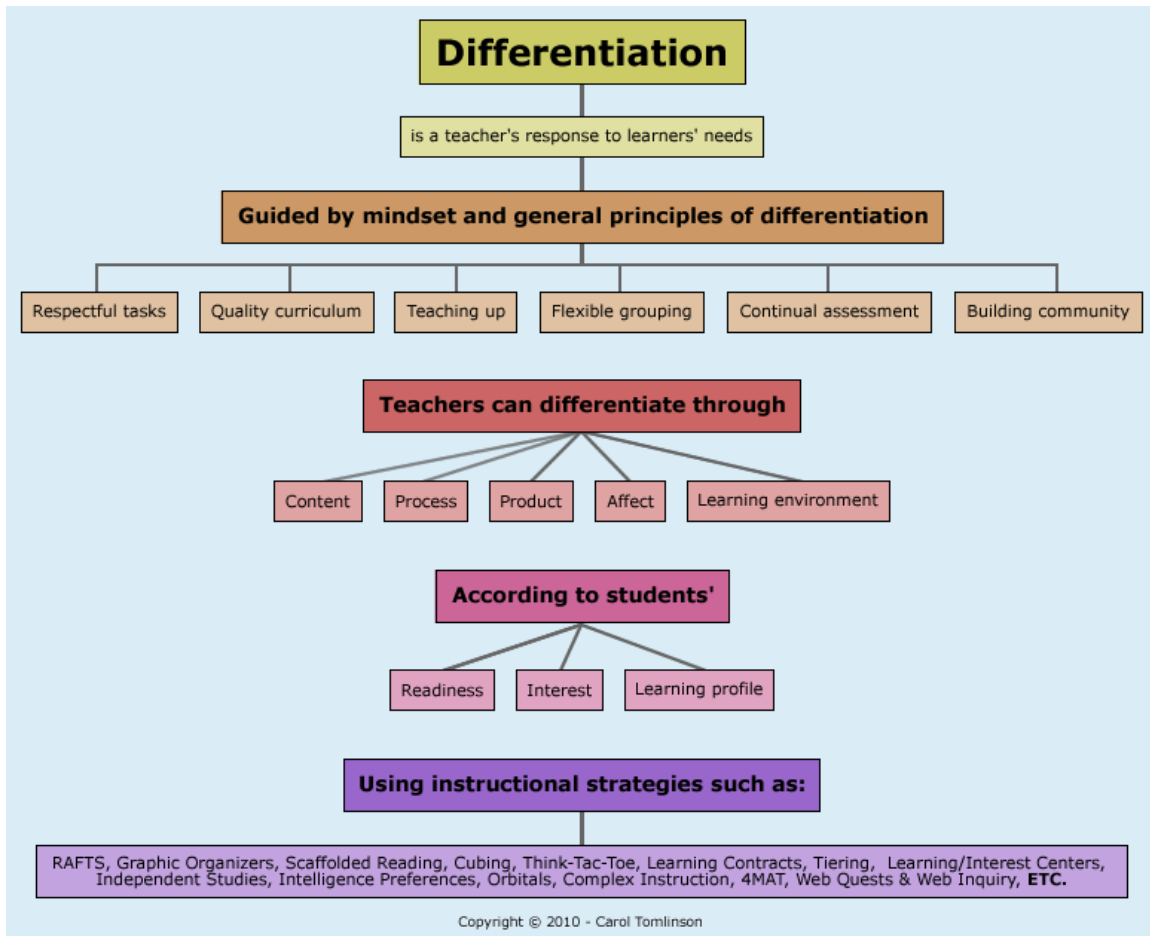 Differentiation
is a teacher's response to learners' needs
Guided by mindset and general principles of differentiation
Respectful tasks
Quality curriculum
Teaching up
Flexible grouping
Continual assessment
Building community
Teachers can differentiate through
Content
Process
Product
Affect
Learning environment
According to students'
Readiness
Interest
Learning profile
Using instructional strategies such as:
RAFTS, Graphic Organizers, Scaffolded Reading, Cubing, Think-Tac-Toe, Learning Contracts, Tiering,  Learning/Interest Centers,
Independent Studies, Intelligence Preferences, Orbitals, Complex Instruction, 4MAT, Web Quests & Web Inquiry, ETC.
Copyright © 2010 - Carol Tomlinson